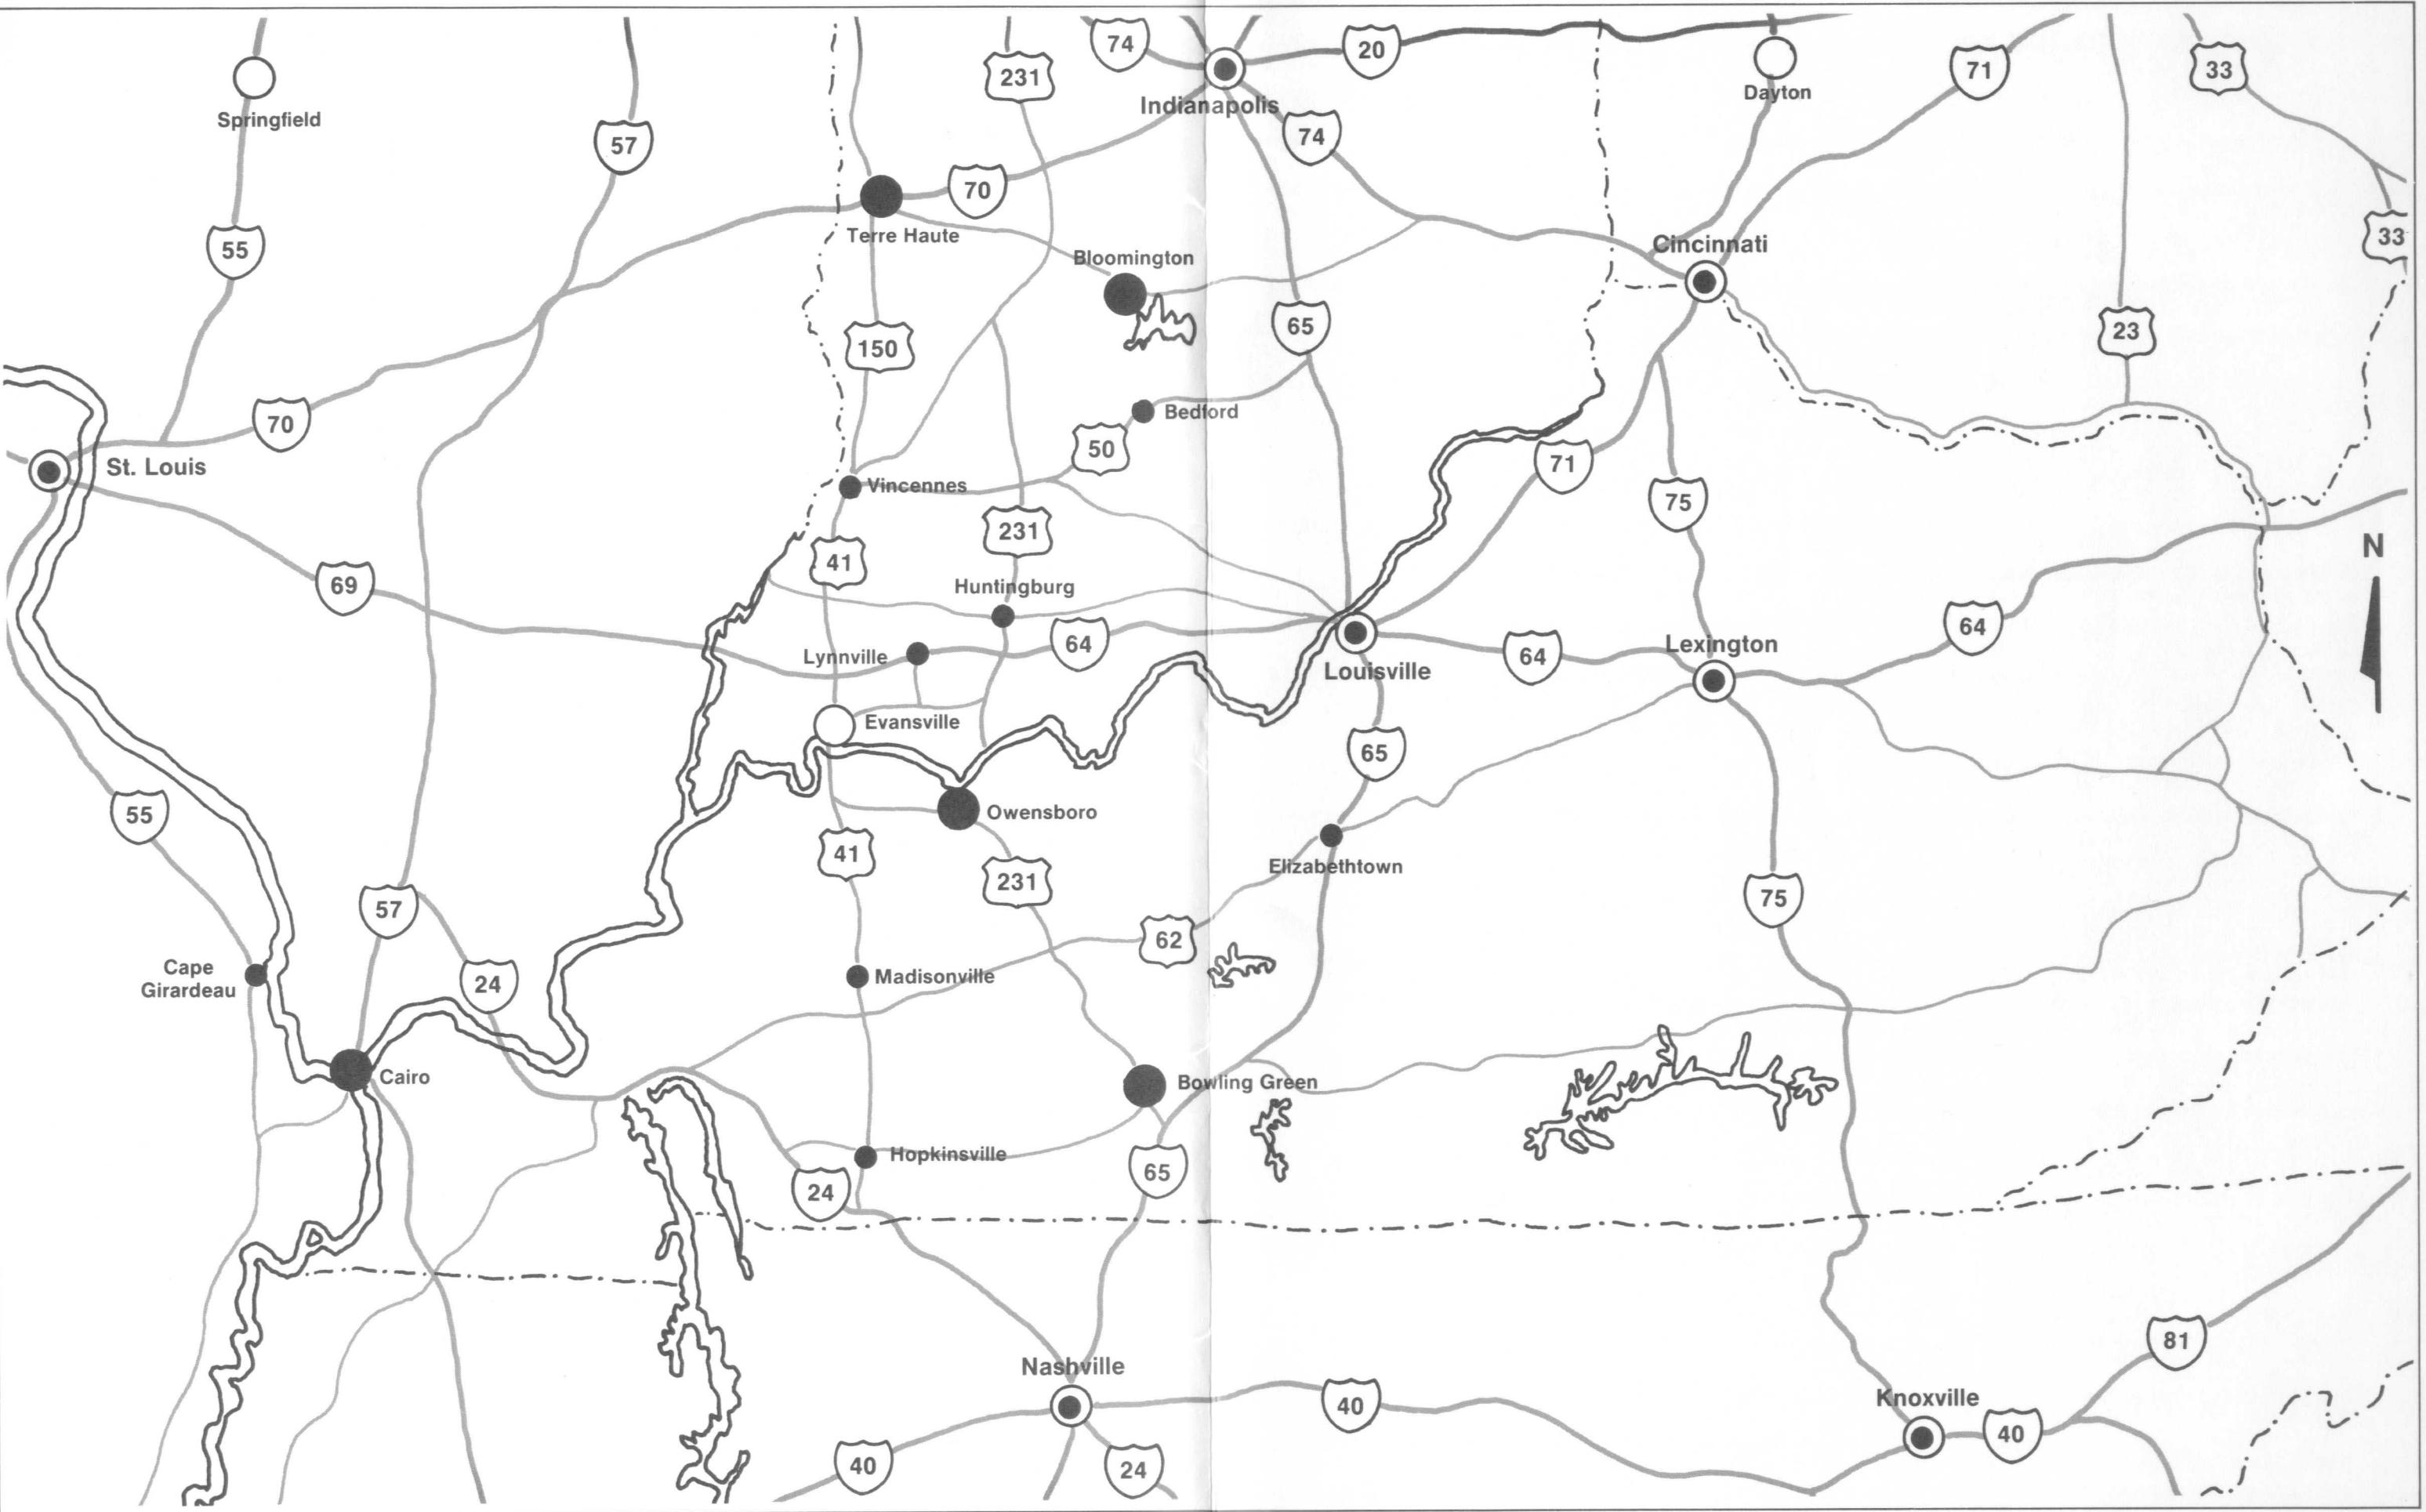 74
20
231
Indianapolis
Springfield
57
74
Dayton
71
33
55
70
Terre Haute
Bloomington
Cincinnati
33
150
65
23
70
St. Louis
Bedford
50
71
75
Vincennes
231
41
N
69
Huntingburg
Lynnville
64
Louisville
64
Lexington
64
Evansville
65
55
Owensboro
41
231
Elizabethtown
57
75
62
Cape
Girardeau
24
Madisonville
Cairo
Bowling Green
Hopkinsville
24
65
Nashville
81
40
Knoxville
40
40
24